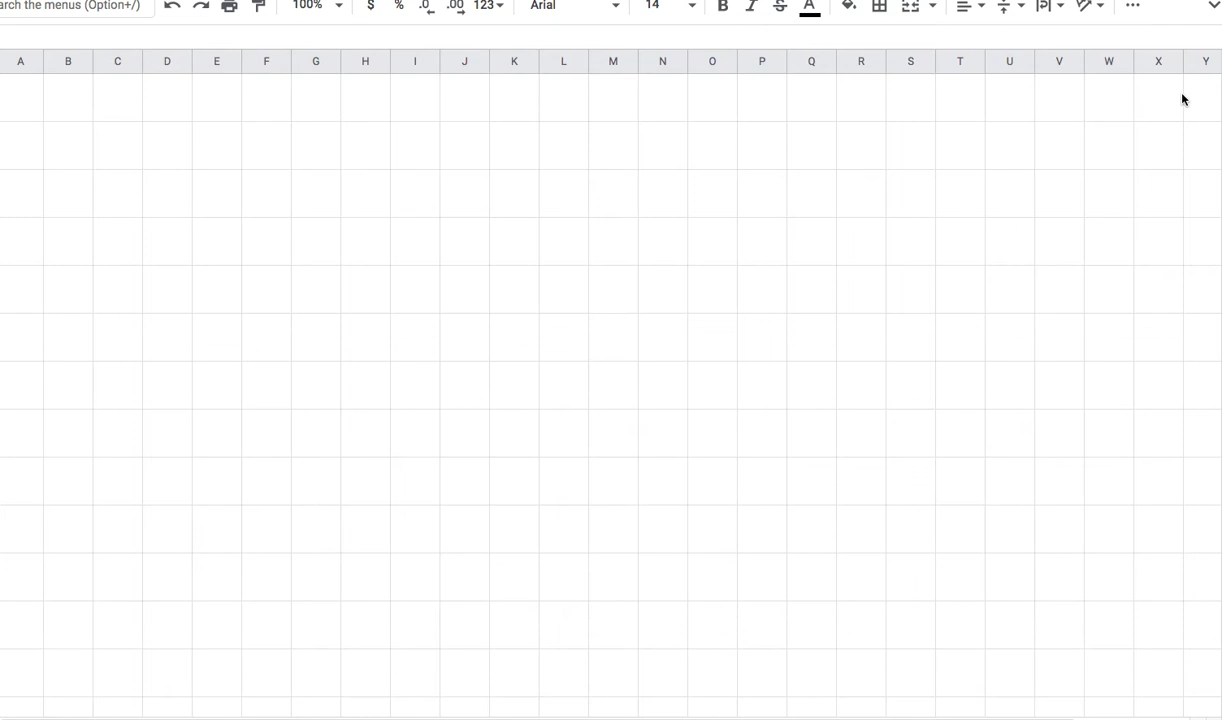 arch the menus (Option+/) 100% $ % .0 .00 123 Arial 14 B I S A
A B C D E F G H I J K L M N O P Q R S T U V W X Y